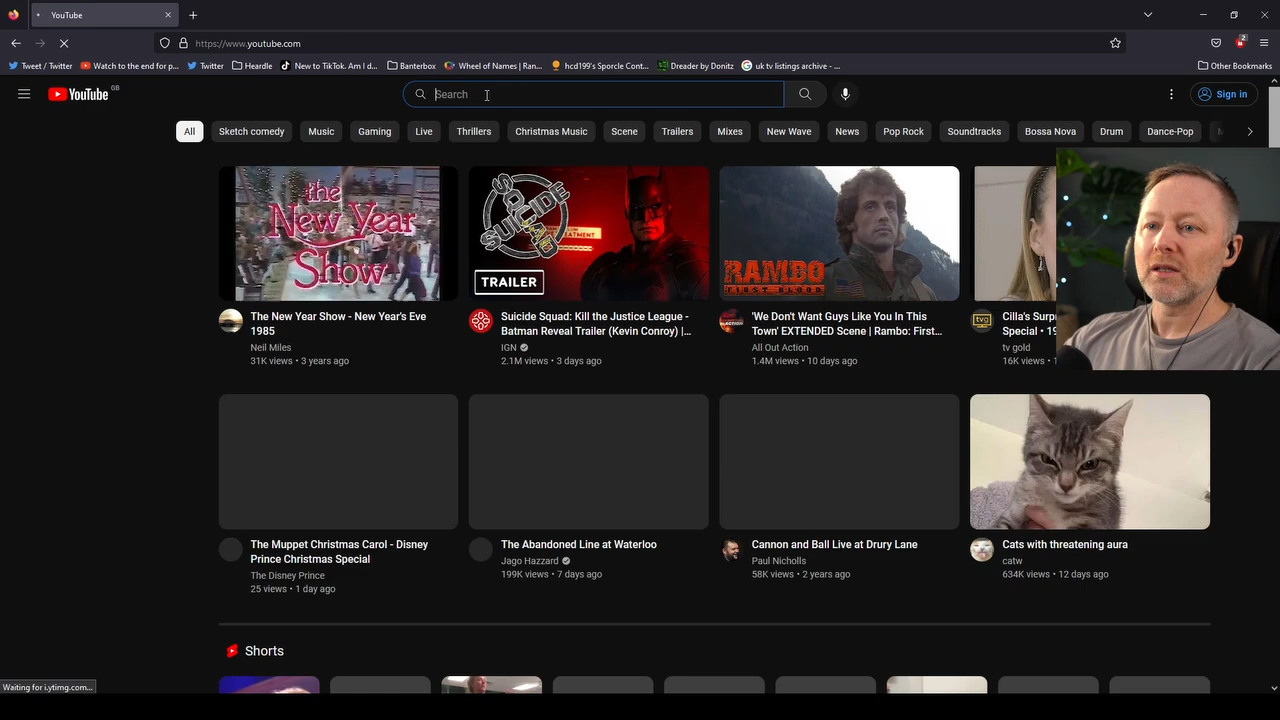 YouTube
https://www.youtube.com
2
Tweet / Twitter
Watch to the end for p...
Twitter
Heardle
New to TikTok. Am I d...
Banterbox
Wheel of Names | Ran...
hcd199's Sporcle Cont...
Dreader by Donitz
uk tv listings archive - ...
Other Bookmarks
YouTube GB
Search
Sign in
All
Sketch comedy
Music
Gaming
Live
Thrillers
Christmas Music
Scene
Trailers
Mixes
New Wave
News
Pop Rock
Soundtracks
Bossa Nova
Drum
Dance-Pop
the
New Year
Show
SUICIDE
TREATMENT
TRAILER
RAMBO
FIRST BLOOD
The New Year Show - New Year's Eve
1985
Neil Miles
31K views • 3 years ago
Suicide Squad: Kill the Justice League -
Batman Reveal Trailer (Kevin Conroy) |...
IGN
2.1M views • 3 days ago
'We Don't Want Guys Like You In This
Town' EXTENDED Scene | Rambo: First...
ACTION
All Out Action
1.4M views • 10 days ago
tvg
Cilla's Surp
Special • 19
tv gold
16K views • 1
The Muppet Christmas Carol - Disney
Prince Christmas Special
The Disney Prince
25 views • 1 day ago
The Abandoned Line at Waterloo
Jago Hazzard
199K views • 7 days ago
Cannon and Ball Live at Drury Lane
Paul Nicholls
58K views • 2 years ago
Cats with threatening aura
catw
634K views • 12 days ago
Shorts
Waiting for i.ytimg.com...